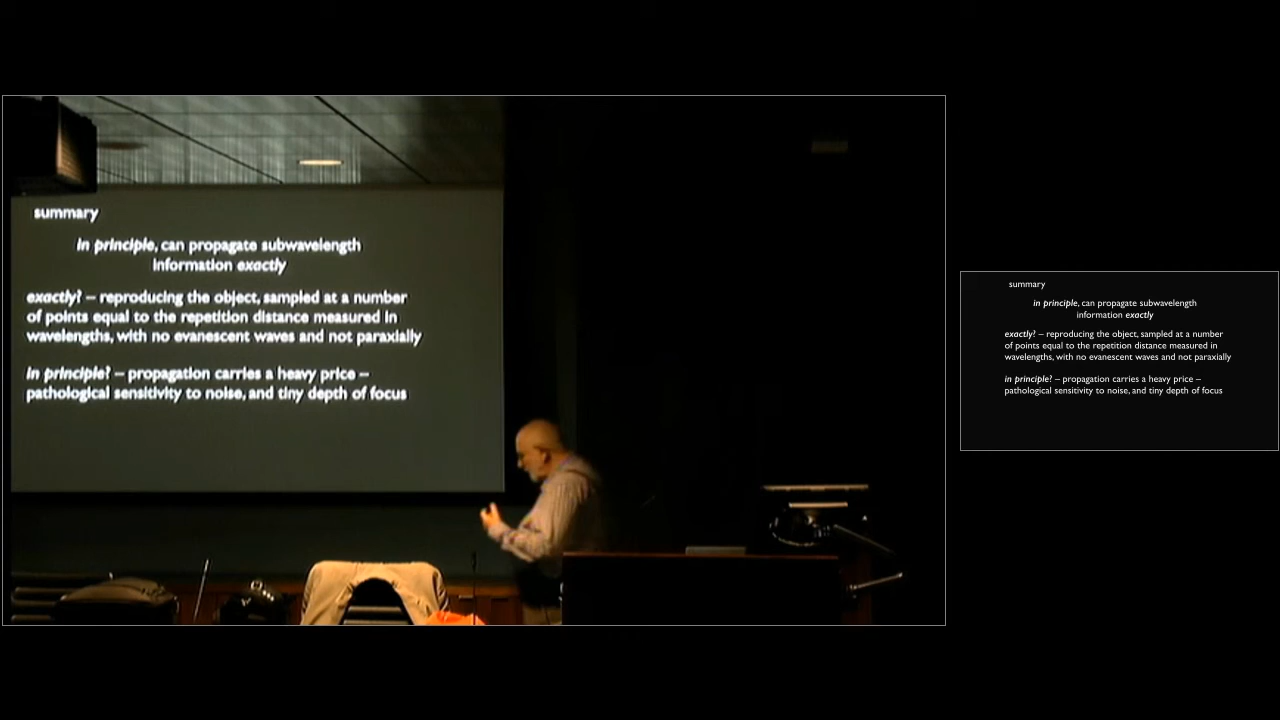 summary
in principle, can propagate subwavelength
information exactly
exactly? – reproducing the object, sampled at a number
of points equal to the repetition distance measured in
wavelengths, with no evanescent waves and not paraxially
in principle? – propagation carries a heavy price –
pathological sensitivity to noise, and tiny depth of focus
summary
in principle, can propagate subwavelength
information exactly
exactly? – reproducing the object, sampled at a number
of points equal to the repetition distance measured in
wavelengths, with no evanescent waves and not paraxially
in principle? – propagation carries a heavy price –
pathological sensitivity to noise, and tiny depth of focus